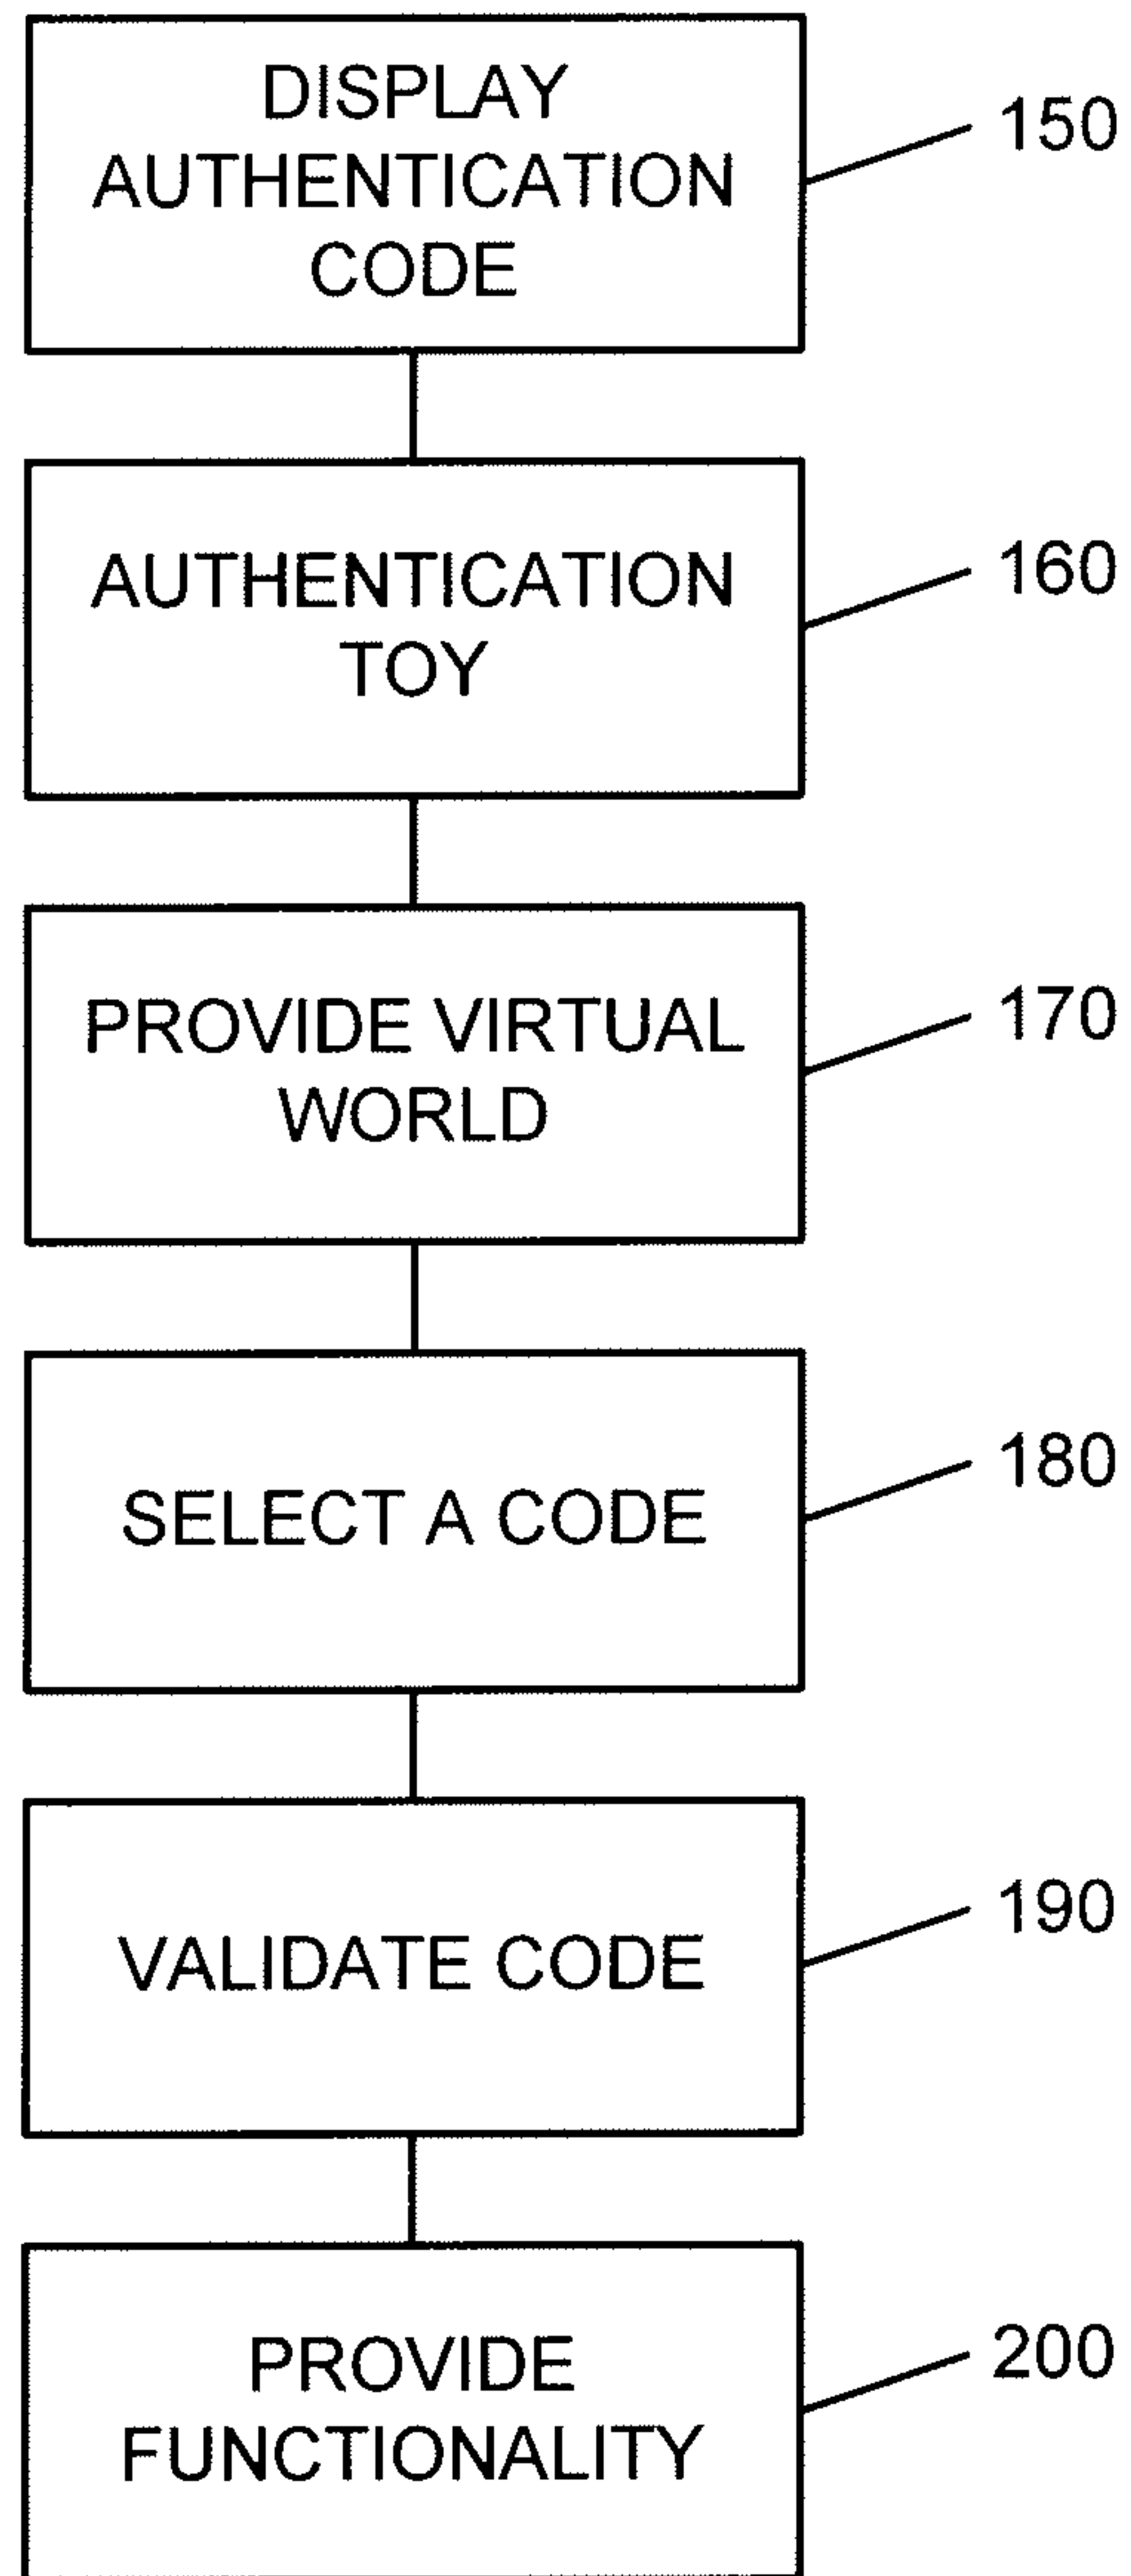 DISPLAY
AUTHENTICATION
CODE
150
AUTHENTICATION
TOY
160
PROVIDE VIRTUAL
WORLD
170
SELECT A CODE
180
VALIDATE CODE
190
PROVIDE
FUNCTIONALITY
200